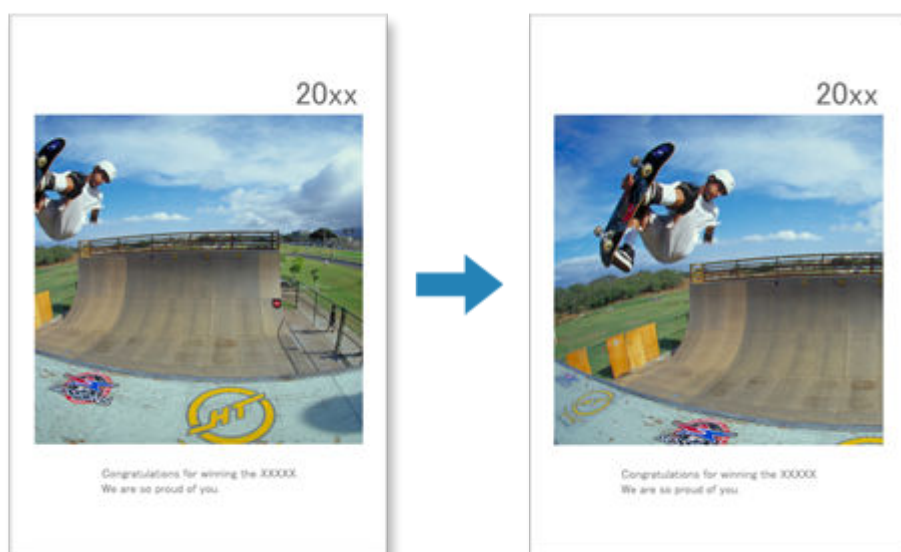 20xx
HT
Congratulations for winning the XXXXX
We are so proud of you.
20xx
Congratulations for winning the XXXXX
We are so proud of you